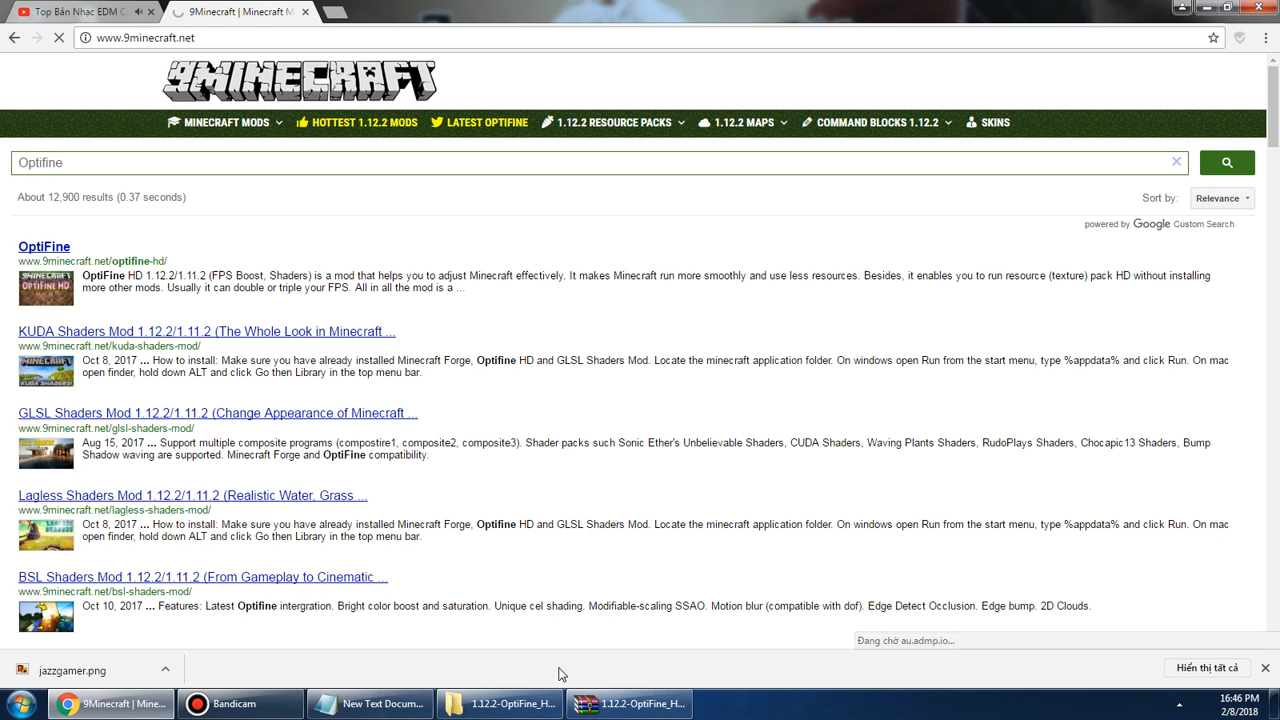 Top Bản Nhạc EDM C
9Minecraft | Minecraft M
www.9minecraft.net
9MINECRAFT
MINECRAFT MODS
HOTTEST 1.12.2 MODS
LATEST OPTIFINE
1.12.2 RESOURCE PACKS
1.12.2 MAPS
COMMAND BLOCKS 1.12.2
SKINS
Optifine
About 12,900 results (0.37 seconds)
Sort by:
Relevance
powered by Google Custom Search
OptiFine
www.9minecraft.net/optifine-hd/
OptiFine HD 1.12.2/1.11.2 (FPS Boost, Shaders) is a mod that helps you to adjust Minecraft effectively. It makes Minecraft run more smoothly and use less resources. Besides, it enables you to run resource (texture) pack HD without installing
more other mods. Usually it can double or triple your FPS. All in all the mod is a ...
KUDA Shaders Mod 1.12.2/1.11.2 (The Whole Look in Minecraft ...
www.9minecraft.net/kuda-shaders-mod/
Oct 8, 2017 ... How to install: Make sure you have already installed Minecraft Forge, Optifine HD and GLSL Shaders Mod. Locate the minecraft application folder. On windows open Run from the start menu, type %appdata% and click Run. On mac
open finder, hold down ALT and click Go then Library in the top menu bar.
GLSL Shaders Mod 1.12.2/1.11.2 (Change Appearance of Minecraft ...
www.9minecraft.net/glsl-shaders-mod/
Aug 15, 2017 ... Support multiple composite programs (compostire1, composite2, composite3). Shader packs such Sonic Ether's Unbelievable Shaders, CUDA Shaders, Waving Plants Shaders, RudoPlays Shaders, Chocapic13 Shaders, Bump
Shadow waving are supported. Minecraft Forge and OptiFine compatibility.
Lagless Shaders Mod 1.12.2/1.11.2 (Realistic Water, Grass ...
www.9minecraft.net/lagless-shaders-mod/
Oct 8, 2017 ... How to install: Make sure you have already installed Minecraft Forge, Optifine HD and GLSL Shaders Mod. Locate the minecraft application folder. On windows open Run from the start menu, type %appdata% and click Run. On mac
open finder, hold down ALT and click Go then Library in the top menu bar.
BSL Shaders Mod 1.12.2/1.11.2 (From Gameplay to Cinematic ...
www.9minecraft.net/bsl-shaders-mod/
Oct 10, 2017 ... Features: Latest Optifine intergration. Bright color boost and saturation. Unique cel shading. Modifiable-scaling SSAO. Motion blur (compatible with dof). Edge Detect Occlusion. Edge bump. 2D Clouds.
Đang chờ au.admp.io...
jazzgamer.png
Hiển thị tất cả
9Minecraft | Mine...
Bandicam
New Text Docum...
1.12.2-OptiFine_H...
1.12.2-OptiFine_H...
16:46 PM
2/8/2018